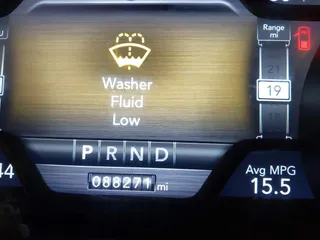 Range
mi
21
19
Washer
Fluid
Low
P R N D
088271 mi
44
Avg MPG
15.5